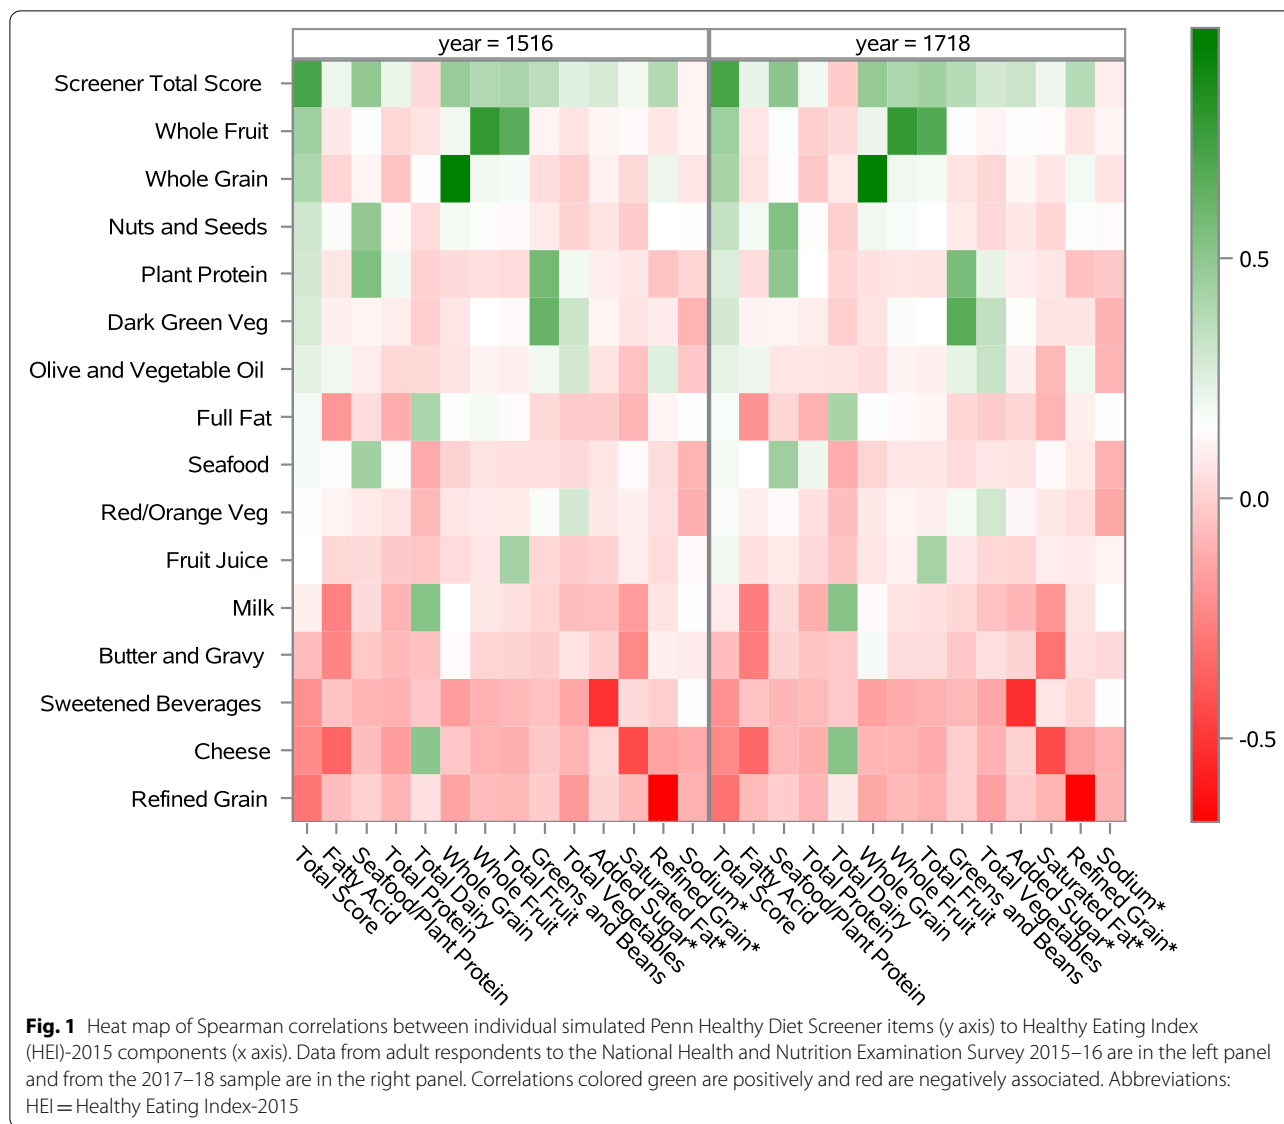 year = 1516
year = 1718
Screener Total Score
Whole Fruit
Whole Grain
Nuts and Seeds
Plant Protein
Dark Green Veg
Olive and Vegetable Oil
Full Fat
Seafood
Red/Orange Veg
Fruit Juice
Milk
Butter and Gravy
Sweetened Beverages
Cheese
Refined Grain
0.5
0.0
-0.5
Total Score
Fatty Acid
Seafood/Plant Protein
Total Protein
Total Dairy
Whole Grain
Whole Fruit
Total Fruit
Greens and Beans
Total Vegetables
Added Sugar*
Saturated Fat*
Refined Grain*
Sodium*
Total Score
Fatty Acid
Seafood/Plant Protein
Total Protein
Total Dairy
Whole Grain
Whole Fruit
Total Fruit
Greens and Beans
Total Vegetables
Added Sugar*
Saturated Fat*
Refined Grain*
Sodium*
Fig. 1 Heat map of Spearman correlations between individual simulated Penn Healthy Diet Screener items (y axis) to Healthy Eating Index
(HEI)-2015 components (x axis). Data from adult respondents to the National Health and Nutrition Examination Survey 2015–16 are in the left panel
and from the 2017–18 sample are in the right panel. Correlations colored green are positively and red are negatively associated. Abbreviations:
HEI = Healthy Eating Index-2015